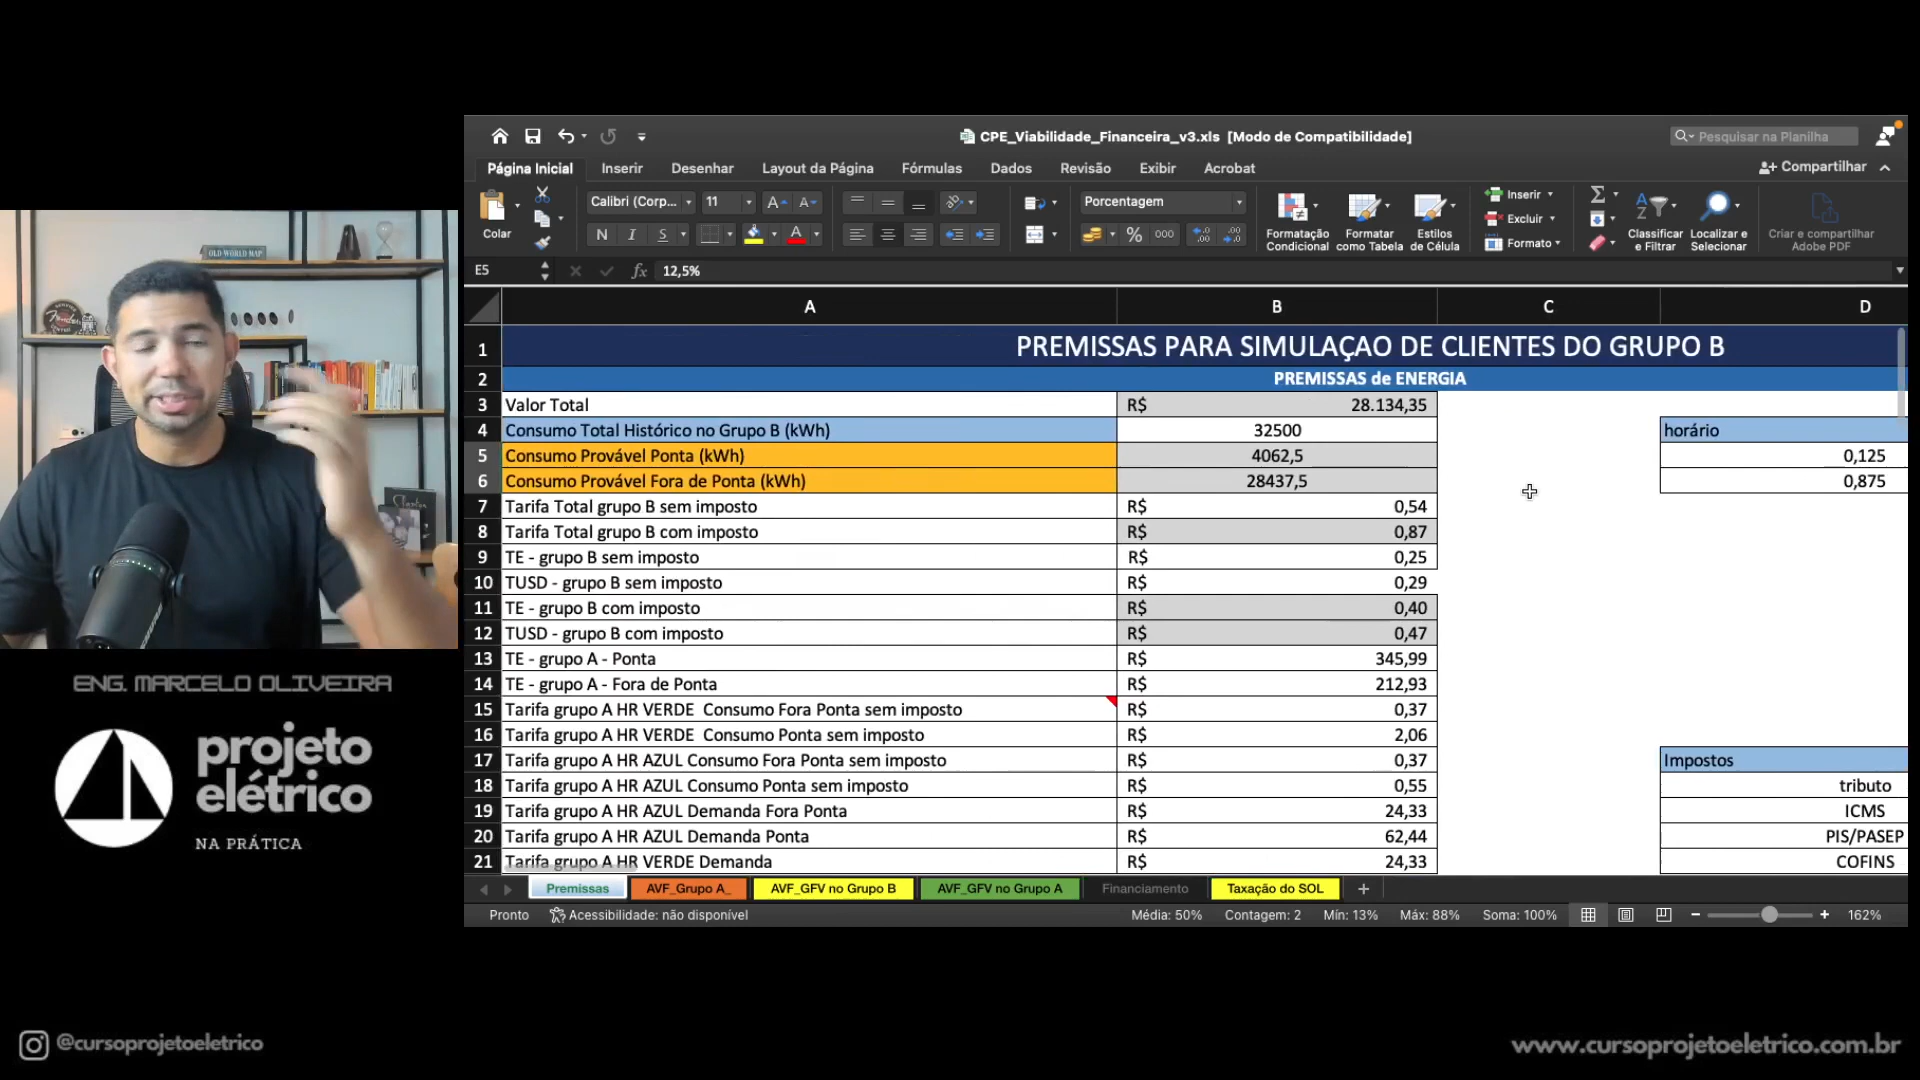 CPE_Viabilidade_Financeira_v3.xls [Modo de Compatibilidade]
Pesquisar na Planilha
Página Inicial Inserir Desenhar Layout da Página Fórmulas Dados Revisão Exibir Acrobat
Compartilhar
Colar
Calibri (Corp... 11
Porcentagem
N I S
% 000
Formatação Condicional
Formatar como Tabela
Estilos de Célula
Inserir
Excluir
Formato
Classificar e Filtrar
Localizar e Selecionar
Criar e compartilhar Adobe PDF
E5 fx 12,5%
A B C D
1 PREMISSAS PARA SIMULAÇAO DE CLIENTES DO GRUPO B
2 PREMISSAS de ENERGIA
3 Valor Total R$ 28.134,35
4 Consumo Total Histórico no Grupo B (kWh) 32500 horário
5 Consumo Provável Ponta (kWh) 4062,5 0,125
6 Consumo Provável Fora de Ponta (kWh) 28437,5 0,875
7 Tarifa Total grupo B sem imposto R$ 0,54
8 Tarifa Total grupo B com imposto R$ 0,87
9 TE - grupo B sem imposto R$ 0,25
10 TUSD - grupo B sem imposto R$ 0,29
11 TE - grupo B com imposto R$ 0,40
12 TUSD - grupo B com imposto R$ 0,47
13 TE - grupo A - Ponta R$ 345,99
14 TE - grupo A - Fora de Ponta R$ 212,93
15 Tarifa grupo A HR VERDE Consumo Fora Ponta sem imposto R$ 0,37
16 Tarifa grupo A HR VERDE Consumo Ponta sem imposto R$ 2,06
17 Tarifa grupo A HR AZUL Consumo Fora Ponta sem imposto R$ 0,37 Impostos
18 Tarifa grupo A HR AZUL Consumo Ponta sem imposto R$ 0,55 tributo
19 Tarifa grupo A HR AZUL Demanda Fora Ponta R$ 24,33 ICMS
20 Tarifa grupo A HR AZUL Demanda Ponta R$ 62,44 PIS/PASEP
21 Tarifa grupo A HR VERDE Demanda R$ 24,33 COFINS
Premissas AVF_Grupo A_ AVF_GFV no Grupo B AVF_GFV no Grupo A Financiamento Taxação do SOL +
Pronto Acessibilidade: não disponível Média: 50% Contagem: 2 Mín: 13% Máx: 88% Soma: 100% 162%
OLD WORLD MAP
Fender
ENG. MARCELO OLIVEIRA
projeto
elétrico
NA PRÁTICA
@cursoprojetoeletrico
www.cursoprojetoeletrico.com.br